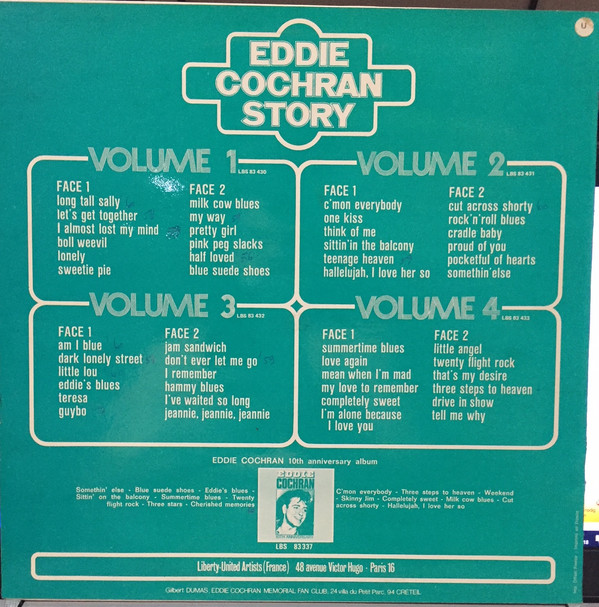 EDDIE
COCHRAN
STORY
VOLUME 1 LBS 83 430
FACE 1
long tall sally
let's get together
I almost lost my mind
boll weevil
lonely
sweetie pie
FACE 2
milk cow blues
my way
pretty girl
pink peg slacks
half loved
blue suede shoes
VOLUME 2 LBS 83 431
FACE 1
c'mon everybody
one kiss
think of me
sittin'in the balcony
teenage heaven
hallelujah, I love her so
FACE 2
cut across shorty
rock'n'roll blues
cradle baby
proud of you
pocketful of hearts
somethin'else
VOLUME 3 LBS 83 432
FACE 1
am I blue
dark lonely street
little lou
eddie's blues
teresa
guybo
FACE 2
jam sandwich
don't ever let me go
I remember
hammy blues
I've waited so long
jeannie, jeannie, jeannie
VOLUME 4 LBS 83 433
FACE 1
summertime blues
love again
mean when I'm mad
my love to remember
completely sweet
I'm alone because
I love you
FACE 2
little angel
twenty flight rock
that's my desire
three steps to heaven
drive in show
tell me why
EDDIE COCHRAN 10th anniversary album
Somethin' else - Blue suede shoes - Eddie's blues -
Sittin' on the balcony - Summertime blues - Twenty
flight rock - Three stars - Cherished memories
EDDIE
COCHRAN
LBS 83337
C'mon everybody - Three steps to heaven - Weekend
- Skinny Jim - Completely sweet - Milk cow blues - Cut
across shorty - Hallelujah, I love her so
Liberty-United Artists (France) 48 avenue Victor Hugo - Paris 16
Gilbert DUMAS, EDDIE COCHRAN MEMORIAL FAN CLUB, 24 villa du Petit Parc, 94 CRETEIL